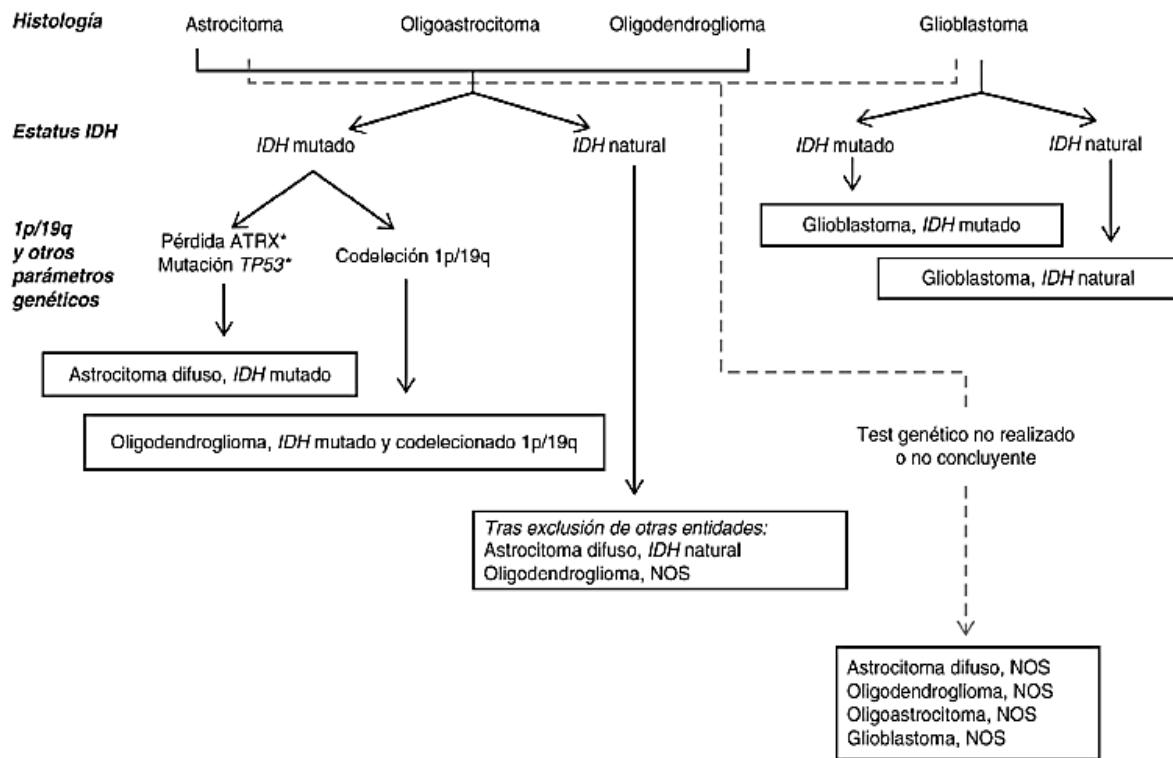 Histología
Astrocitoma
Oligoastrocitoma
Oligodendroglioma
Glioblastoma
Estatus IDH
IDH mutado
IDH natural
IDH mutado
IDH natural
1p/19q
y otros
parámetros
genéticos
Pérdida ATRX*
Mutación TP53*
Codeleción 1p/19q
Glioblastoma, IDH mutado
Glioblastoma, IDH natural
Astrocitoma difuso, IDH mutado
Oligodendroglioma, IDH mutado y codelecionado 1p/19q
Test genético no realizado
o no concluyente
Tras exclusión de otras entidades:
Astrocitoma difuso, IDH natural
Oligodendroglioma, NOS
Astrocitoma difuso, NOS
Oligodendroglioma, NOS
Oligoastrocitoma, NOS
Glioblastoma, NOS